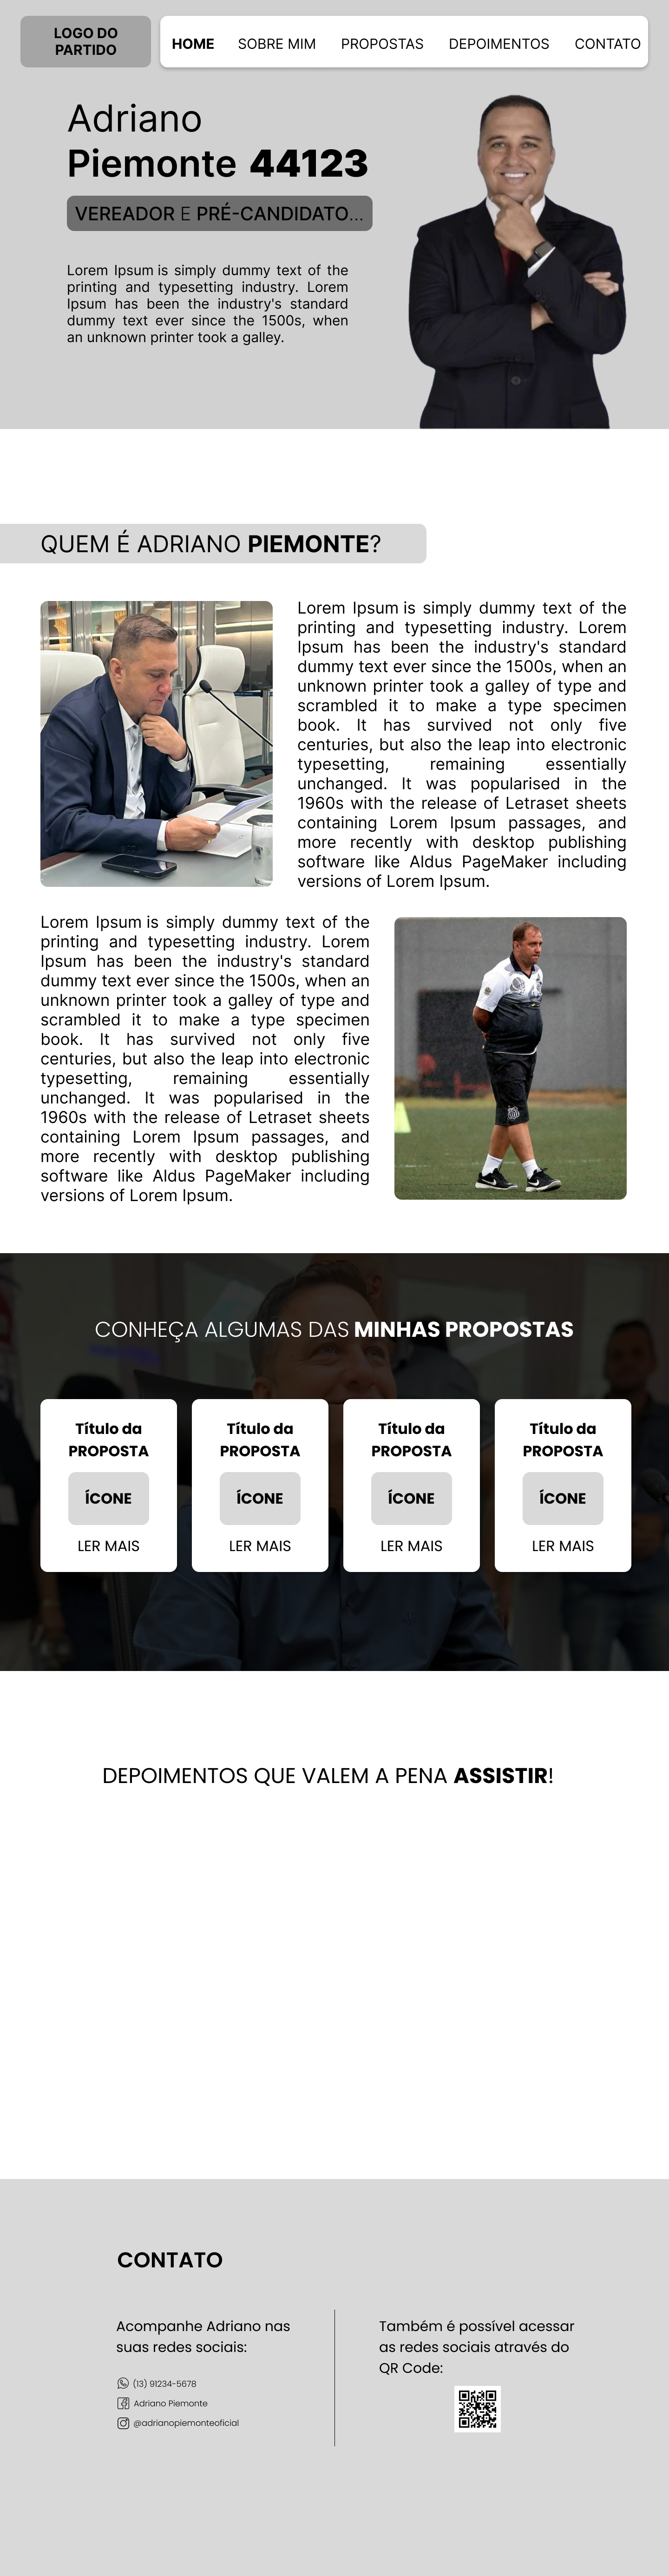 LOGO DO
PARTIDO
HOME SOBRE MIM PROPOSTAS DEPOIMENTOS CONTATO
Adriano
Piemonte 44123
VEREADOR E PRÉ-CANDIDATO...
Lorem Ipsum is simply dummy text of the
printing and typesetting industry. Lorem
Ipsum has been the industry's standard
dummy text ever since the 1500s, when
an unknown printer took a galley.
QUEM É ADRIANO PIEMONTE?
Lorem Ipsum is simply dummy text of the
printing and typesetting industry. Lorem
Ipsum has been the industry's standard
dummy text ever since the 1500s, when an
unknown printer took a galley of type and
scrambled it to make a type specimen
book. It has survived not only five
centuries, but also the leap into electronic
typesetting, remaining essentially
unchanged. It was popularised in the
1960s with the release of Letraset sheets
containing Lorem Ipsum passages, and
more recently with desktop publishing
software like Aldus PageMaker including
versions of Lorem Ipsum.
Lorem Ipsum is simply dummy text of the
printing and typesetting industry. Lorem
Ipsum has been the industry's standard
dummy text ever since the 1500s, when an
unknown printer took a galley of type and
scrambled it to make a type specimen
book. It has survived not only five
centuries, but also the leap into electronic
typesetting, remaining essentially
unchanged. It was popularised in the
1960s with the release of Letraset sheets
containing Lorem Ipsum passages, and
more recently with desktop publishing
software like Aldus PageMaker including
versions of Lorem Ipsum.
CONHEÇA ALGUMAS DAS MINHAS PROPOSTAS
Título da
PROPOSTA
ÍCONE
LER MAIS
Título da
PROPOSTA
ÍCONE
LER MAIS
Título da
PROPOSTA
ÍCONE
LER MAIS
Título da
PROPOSTA
ÍCONE
LER MAIS
DEPOIMENTOS QUE VALEM A PENA ASSISTIR!
CONTATO
Acompanhe Adriano nas
suas redes sociais:
(13) 91234-5678
Adriano Piemonte
@adrianopiemonteoficial
Também é possível acessar
as redes sociais através do
QR Code: